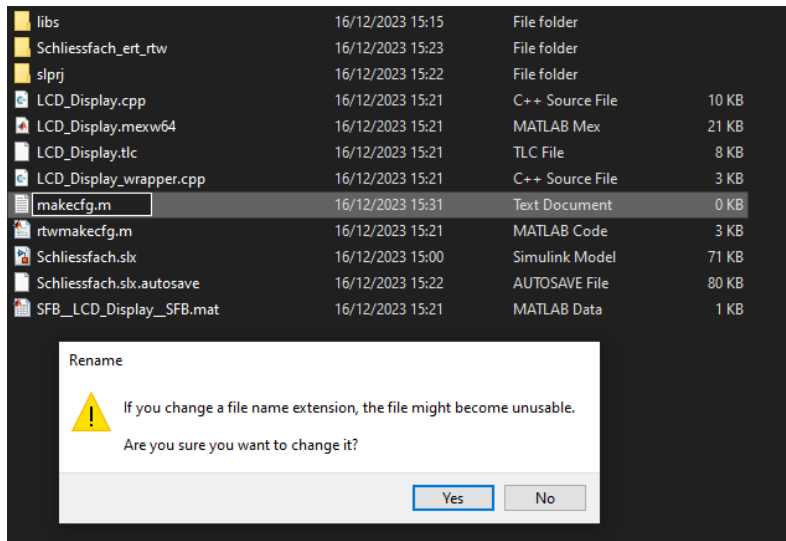 libs 16/12/2023 15:15 File folder
Schliessfach_ert_rtw 16/12/2023 15:23 File folder
slprj 16/12/2023 15:22 File folder
LCD_Display.cpp 16/12/2023 15:21 C++ Source File 10 KB
LCD_Display.mexw64 16/12/2023 15:21 MATLAB Mex 21 KB
LCD_Display.tlc 16/12/2023 15:21 TLC File 8 KB
LCD_Display_wrapper.cpp 16/12/2023 15:21 C++ Source File 3 KB
makecfg.m 16/12/2023 15:31 Text Document 0 KB
rtwmakecfg.m 16/12/2023 15:21 MATLAB Code 3 KB
Schliessfach.slx 16/12/2023 15:00 Simulink Model 71 KB
Schliessfach.slx.autosave 16/12/2023 15:22 AUTOSAVE File 80 KB
SFB__LCD_Display__SFB.mat 16/12/2023 15:21 MATLAB Data 1 KB
Rename
If you change a file name extension, the file might become unusable.
Are you sure you want to change it?
Yes No